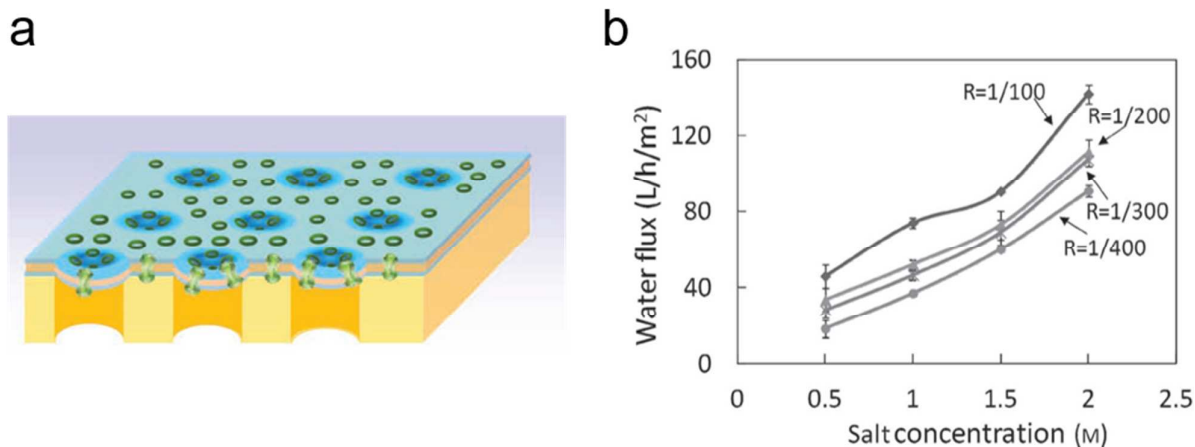 a
b
Water flux (L/h/m²)
160
120
80
40
0
R=1/100
R=1/200
R=1/300
R=1/400
0
0.5
1
1.5
2
2.5
Salt concentration (M)